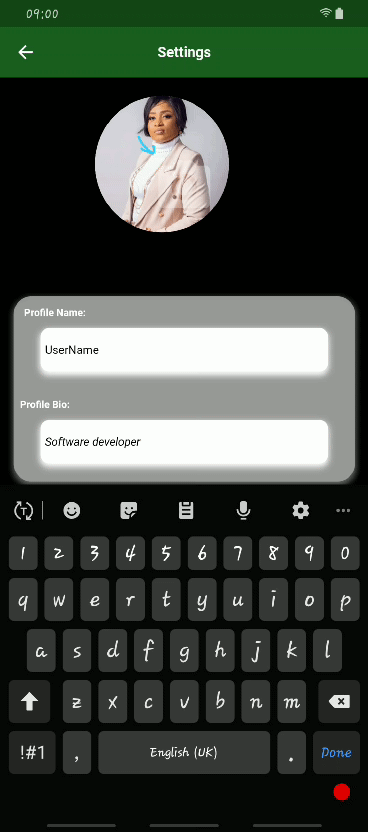 09:00
Settings
Profile Name:
UserName
Profile Bio:
Software developer
T
1 2 3 4 5 6 7 8 9 0
q w e r t y u i o p
a s d f g h j k l
z x c v b n m
!#1 , English (UK) . Done